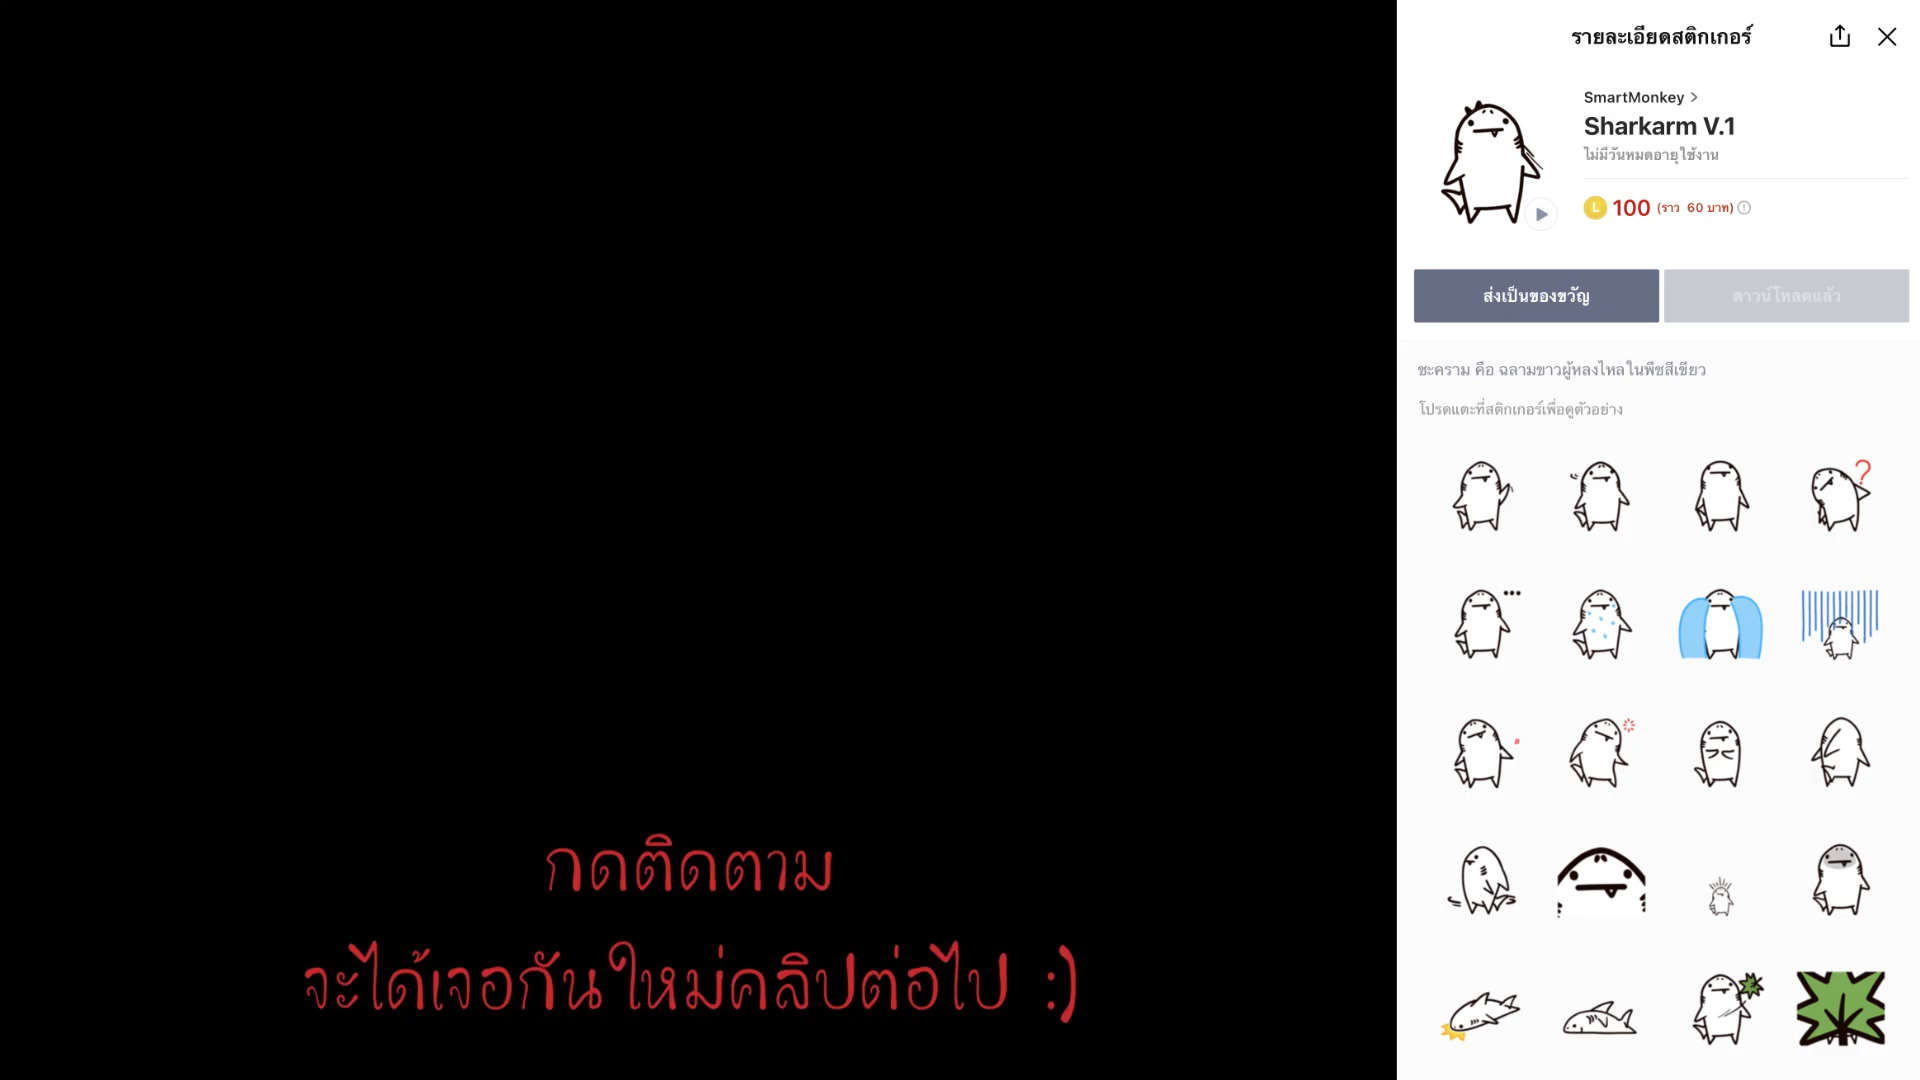 กดติดตาม
จะได้เจอกันใหม่คลิปต่อไป :)
รายละเอียดสติกเกอร์
SmartMonkey >
Sharkarm V.1
ไม่มีวันหมดอายุใช้งาน
L 100 (ราว 60 บาท)
ส่งเป็นของขวัญ
ดาวน์โหลดแล้ว
ชะคราม คือ ฉลามขาวผู้หลงไหลในพืชสีเขียว
โปรดแตะที่สติกเกอร์เพื่อดูตัวอย่าง
?